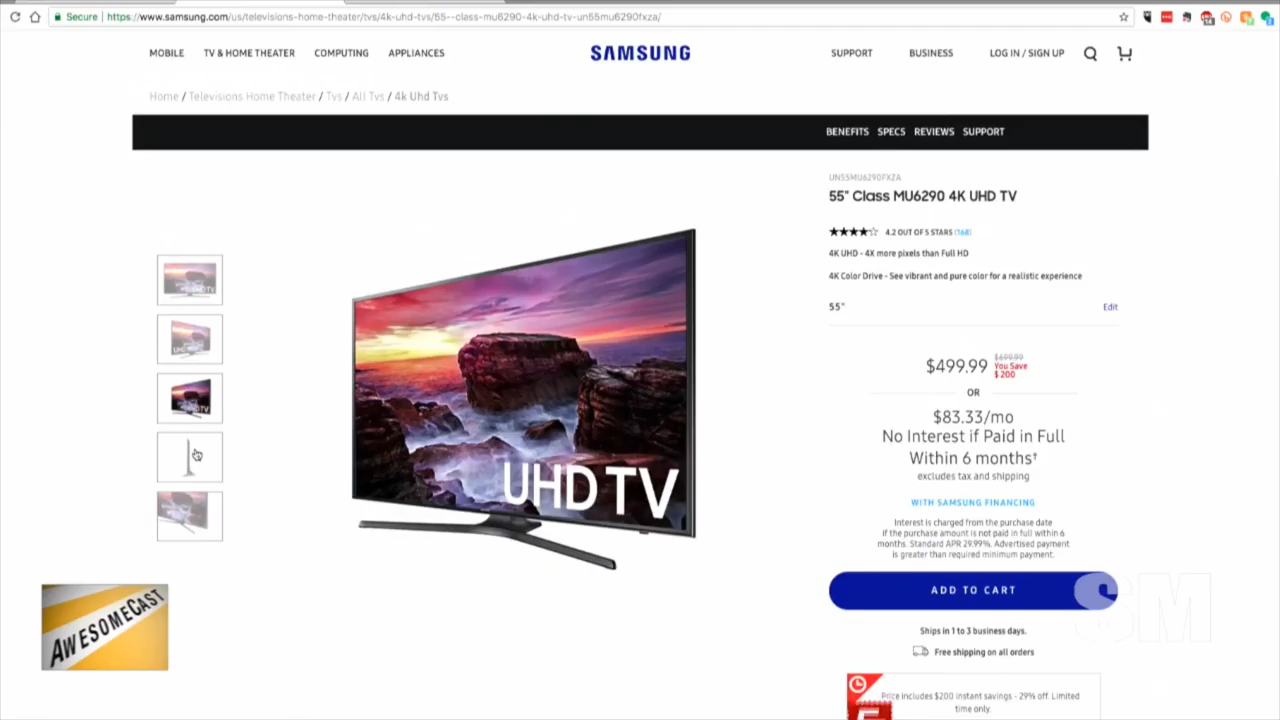 Secure | https://www.samsung.com/us/televisions-home-theater/tvs/4k-uhd-tvs/55--class-mu6290-4k-uhd-tv-un55mu6290fxza/
MOBILE TV & HOME THEATER COMPUTING APPLIANCES
SAMSUNG
SUPPORT BUSINESS LOG IN / SIGN UP
Home / Televisions Home Theater / Tvs / All Tvs / 4k Uhd Tvs
BENEFITS SPECS REVIEWS SUPPORT
UN55MU6290FXZA
55" Class MU6290 4K UHD TV
4.2 OUT OF 5 STARS (168)
4K UHD - 4X more pixels than Full HD
4K Color Drive - See vibrant and pure color for a realistic experience
55" Edit
$499.99 $699.99
You Save
$ 200
OR
$83.33/mo
No Interest if Paid in Full
Within 6 months†
excludes tax and shipping
WITH SAMSUNG FINANCING
Interest is charged from the purchase date
if the purchase amount is not paid in full within 6
months. Standard APR 29.99%. Advertised payment
is greater than required minimum payment.
ADD TO CART
Ships in 1 to 3 business days.
Free shipping on all orders
Price includes $200 instant savings - 29% off. Limited
time only.
UHD TV
AWESOMECAST
SM